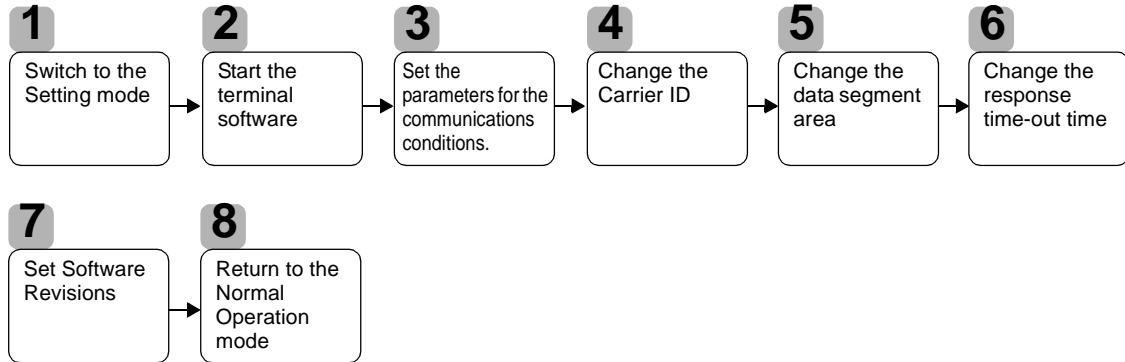 1
Switch to the
Setting mode
2
Start the
terminal
software
3
Set the
parameters for the
communications
conditions.
4
Change the
Carrier ID
5
Change the
data segment
area
6
Change the
response
time-out time
7
Set Software
Revisions
8
Return to the
Normal
Operation
mode